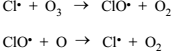 Cl• + O₃ → ClO• + O₂
ClO• + O → Cl• + O₂